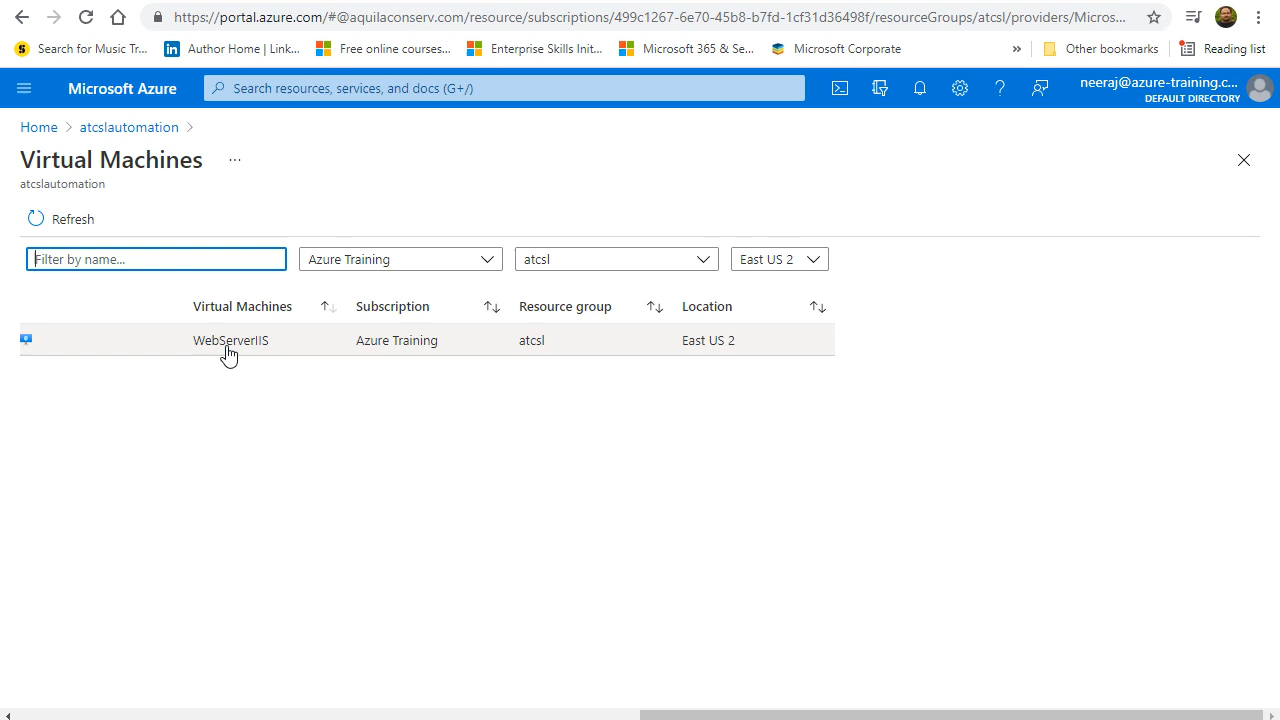 https://portal.azure.com/#@aquilaconserv.com/resource/subscriptions/499c1267-6e70-45b8-b7fd-1cf31d3649df/resourceGroups/atcsl/providers/Micros...
Search for Music Tr...
Author Home | Link...
Free online courses...
Enterprise Skills Init...
Microsoft 365 & Se...
Microsoft Corporate
»
Other bookmarks
Reading list
Microsoft Azure
Search resources, services, and docs (G+/)
neeraj@azure-training.c...
DEFAULT DIRECTORY
Home > atcslautomation >
Virtual Machines ...
atcslautomation
Refresh
Filter by name...
Azure Training
atcsl
East US 2
Virtual Machines Subscription Resource group Location
WebServerIIS Azure Training atcsl East US 2